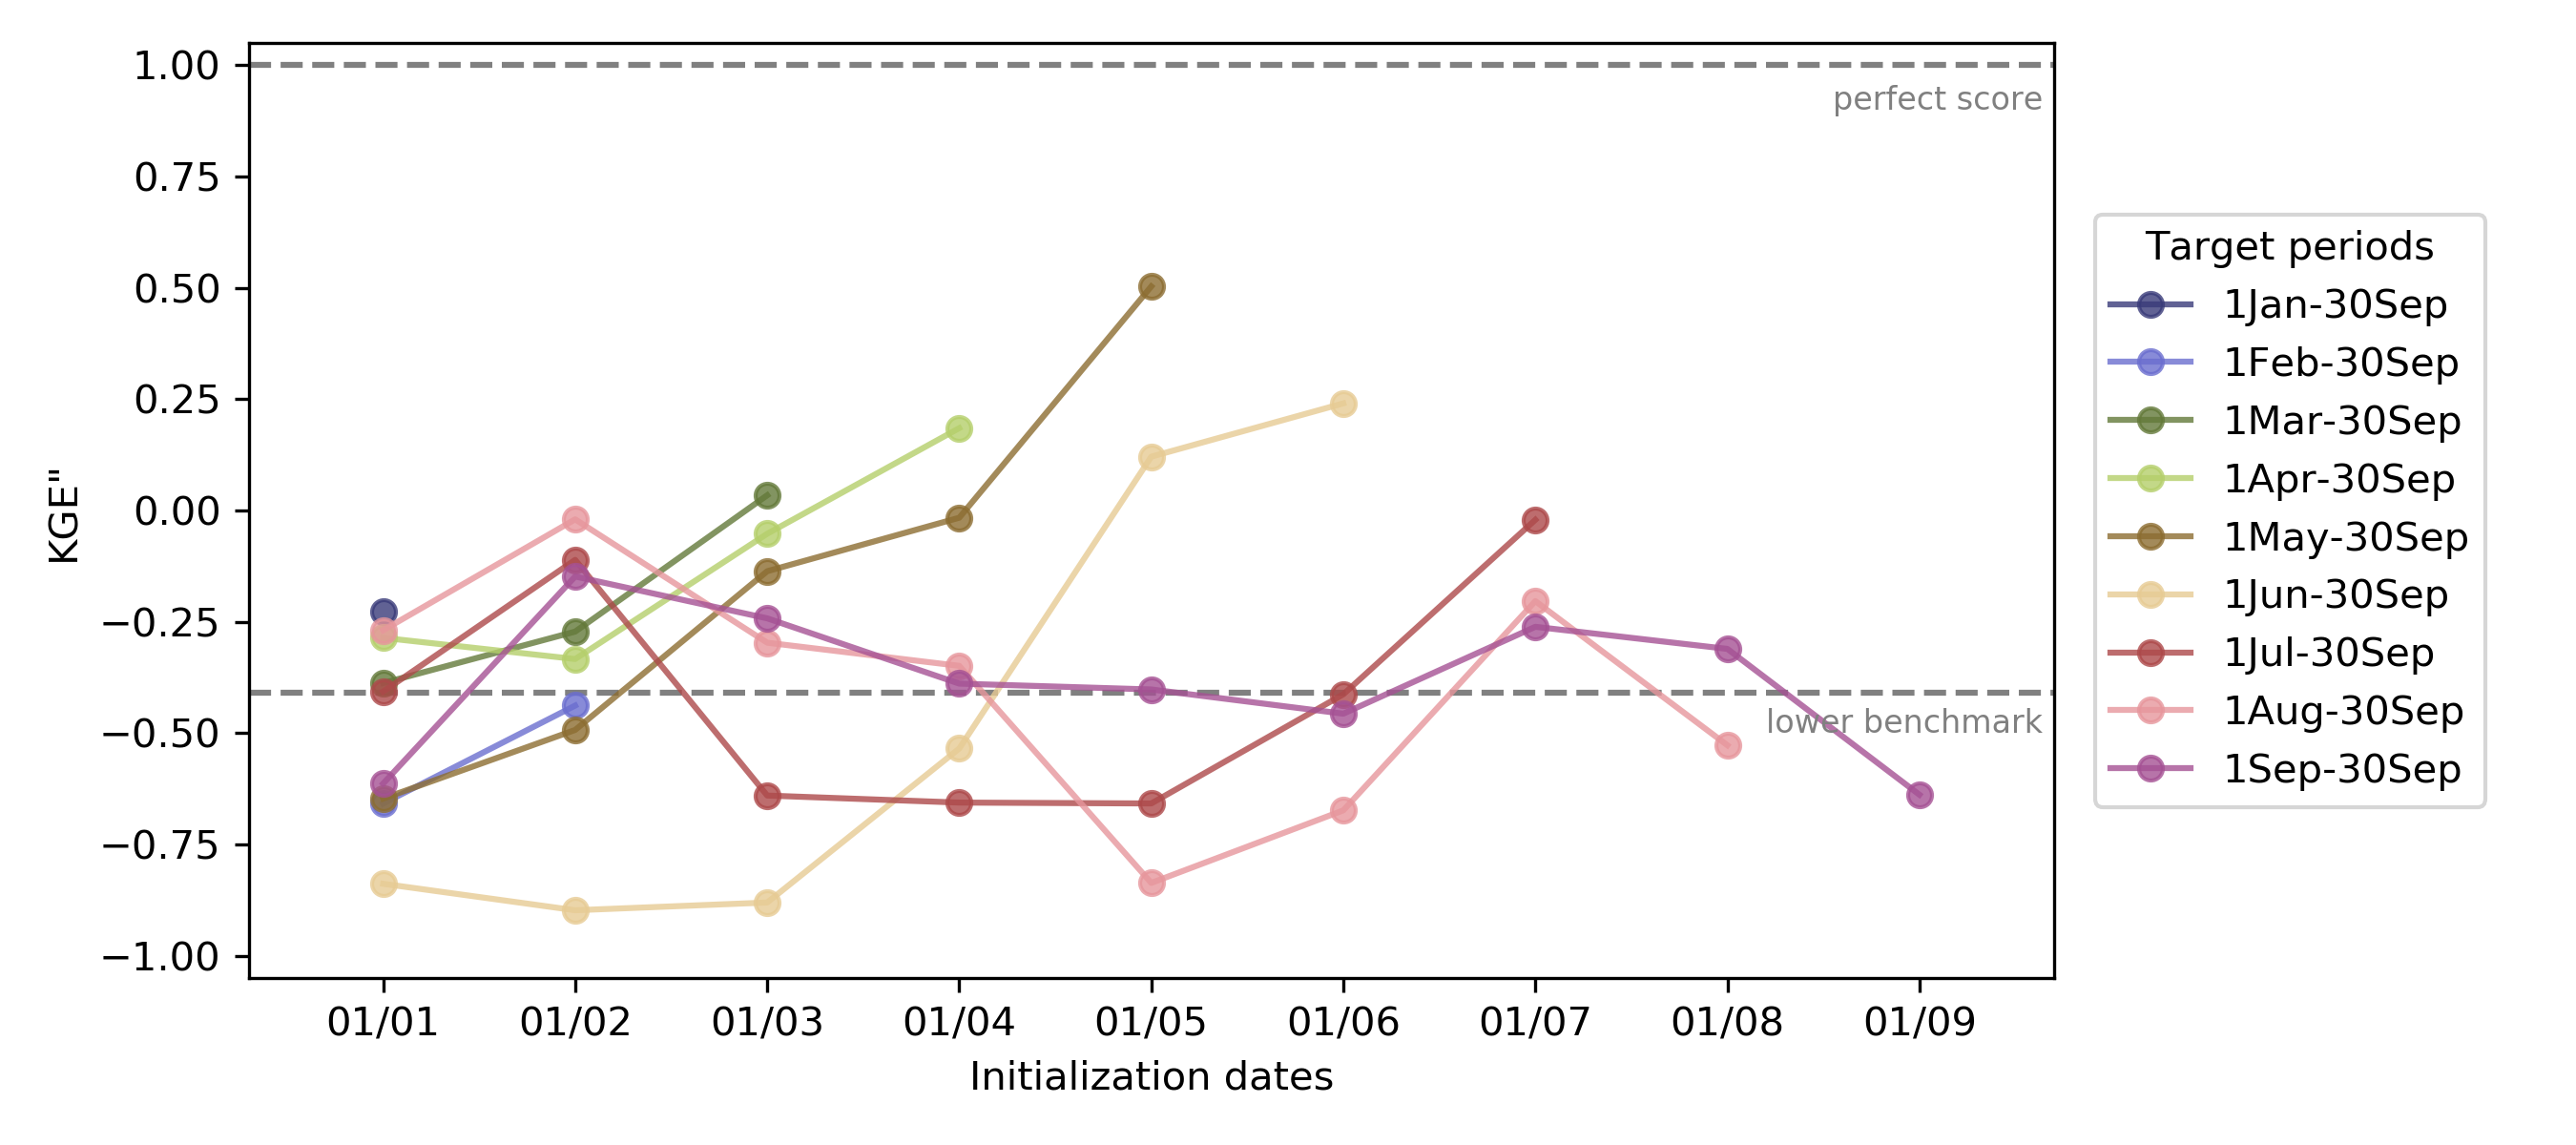 1.00
0.75
0.50
0.25
0.00
−0.25
−0.50
−0.75
−1.00
KGE"
perfect score
lower benchmark
01/01 01/02 01/03 01/04 01/05 01/06 01/07 01/08 01/09
Initialization dates
Target periods
1Jan-30Sep
1Feb-30Sep
1Mar-30Sep
1Apr-30Sep
1May-30Sep
1Jun-30Sep
1Jul-30Sep
1Aug-30Sep
1Sep-30Sep